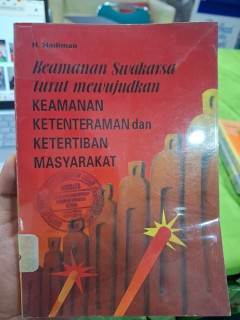 H. Hadiman
Keamanan Swakarsa
turut mewujudkan
KEAMANAN
KETENTERAMAN dan
KETERTIBAN
MASYARAKAT